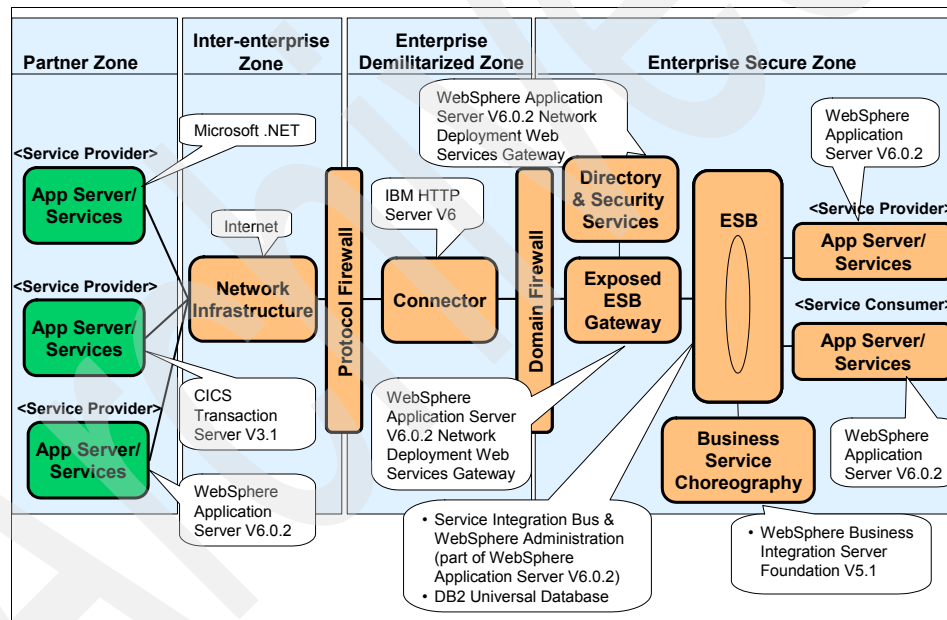 Partner Zone
Inter-enterprise
Zone
Enterprise
Demilitarized Zone
Enterprise Secure Zone
Microsoft .NET
<Service Provider>
App Server/
Services
<Service Provider>
App Server/
Services
CICS
Transaction
Server V3.1
<Service Provider>
App Server/
Services
WebSphere
Application
Server V6.0.2
Internet
Network
Infrastructure
Protocol Firewall
IBM HTTP
Server V6
Connector
Domain Firewall
WebSphere Application
Server V6.0.2 Network
Deployment Web
Services Gateway
Directory
& Security
Services
Exposed
ESB
Gateway
WebSphere
Application Server
V6.0.2 Network
Deployment Web
Services Gateway
ESB
• Service Integration Bus &
WebSphere Administration
(part of WebSphere
Application Server V6.0.2)
• DB2 Universal Database
WebSphere
Application
Server V6.0.2
<Service Provider>
App Server/
Services
<Service Consumer>
App Server/
Services
WebSphere
Application
Server V6.0.2
Business
Service
Choreography
• WebSphere Business
Integration Server
Foundation V5.1